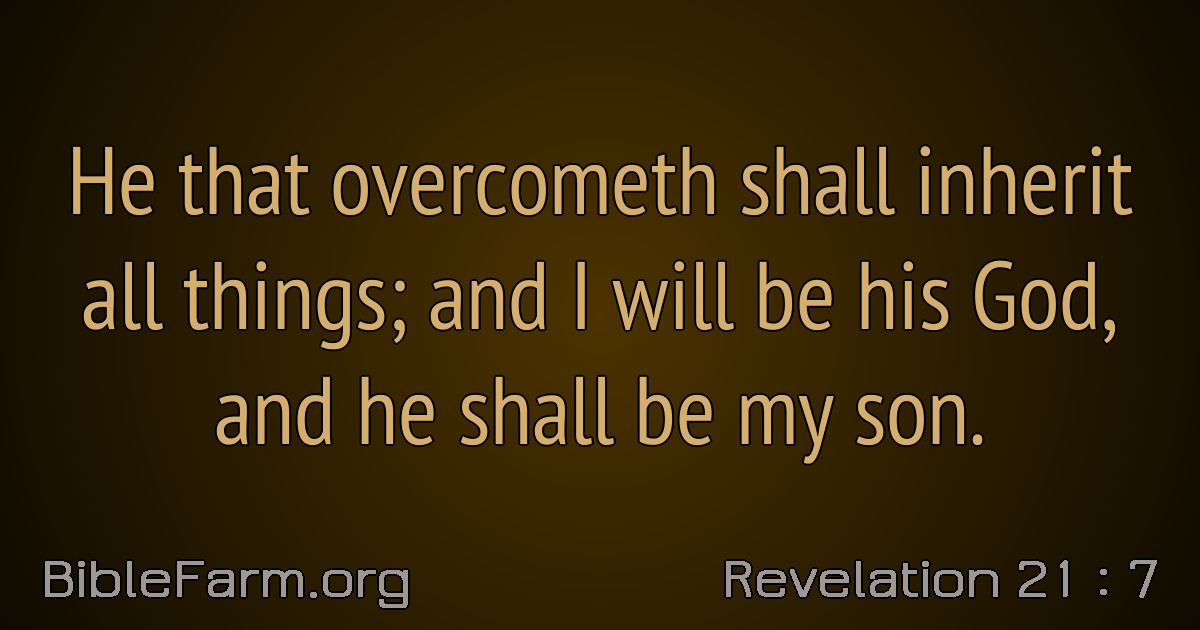 He that overcometh shall inherit
all things; and I will be his God,
and he shall be my son.
BibleFarm.org
Revelation 21 : 7